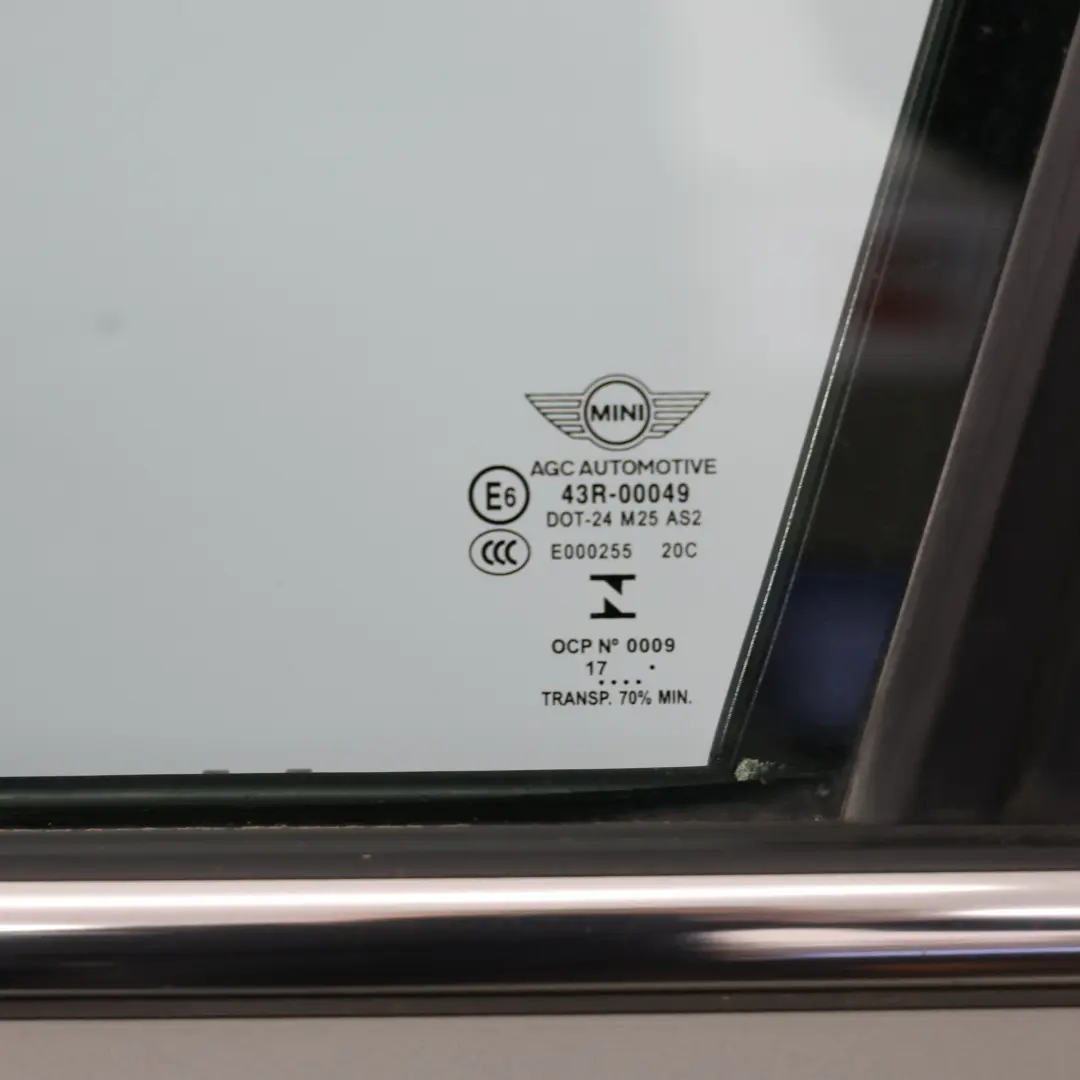 MINI
AGC AUTOMOTIVE
E6 43R-00049
DOT-24 M25 AS2
CCC E000255 20C
OCP Nº 0009
17 .
....
TRANSP. 70% MIN.